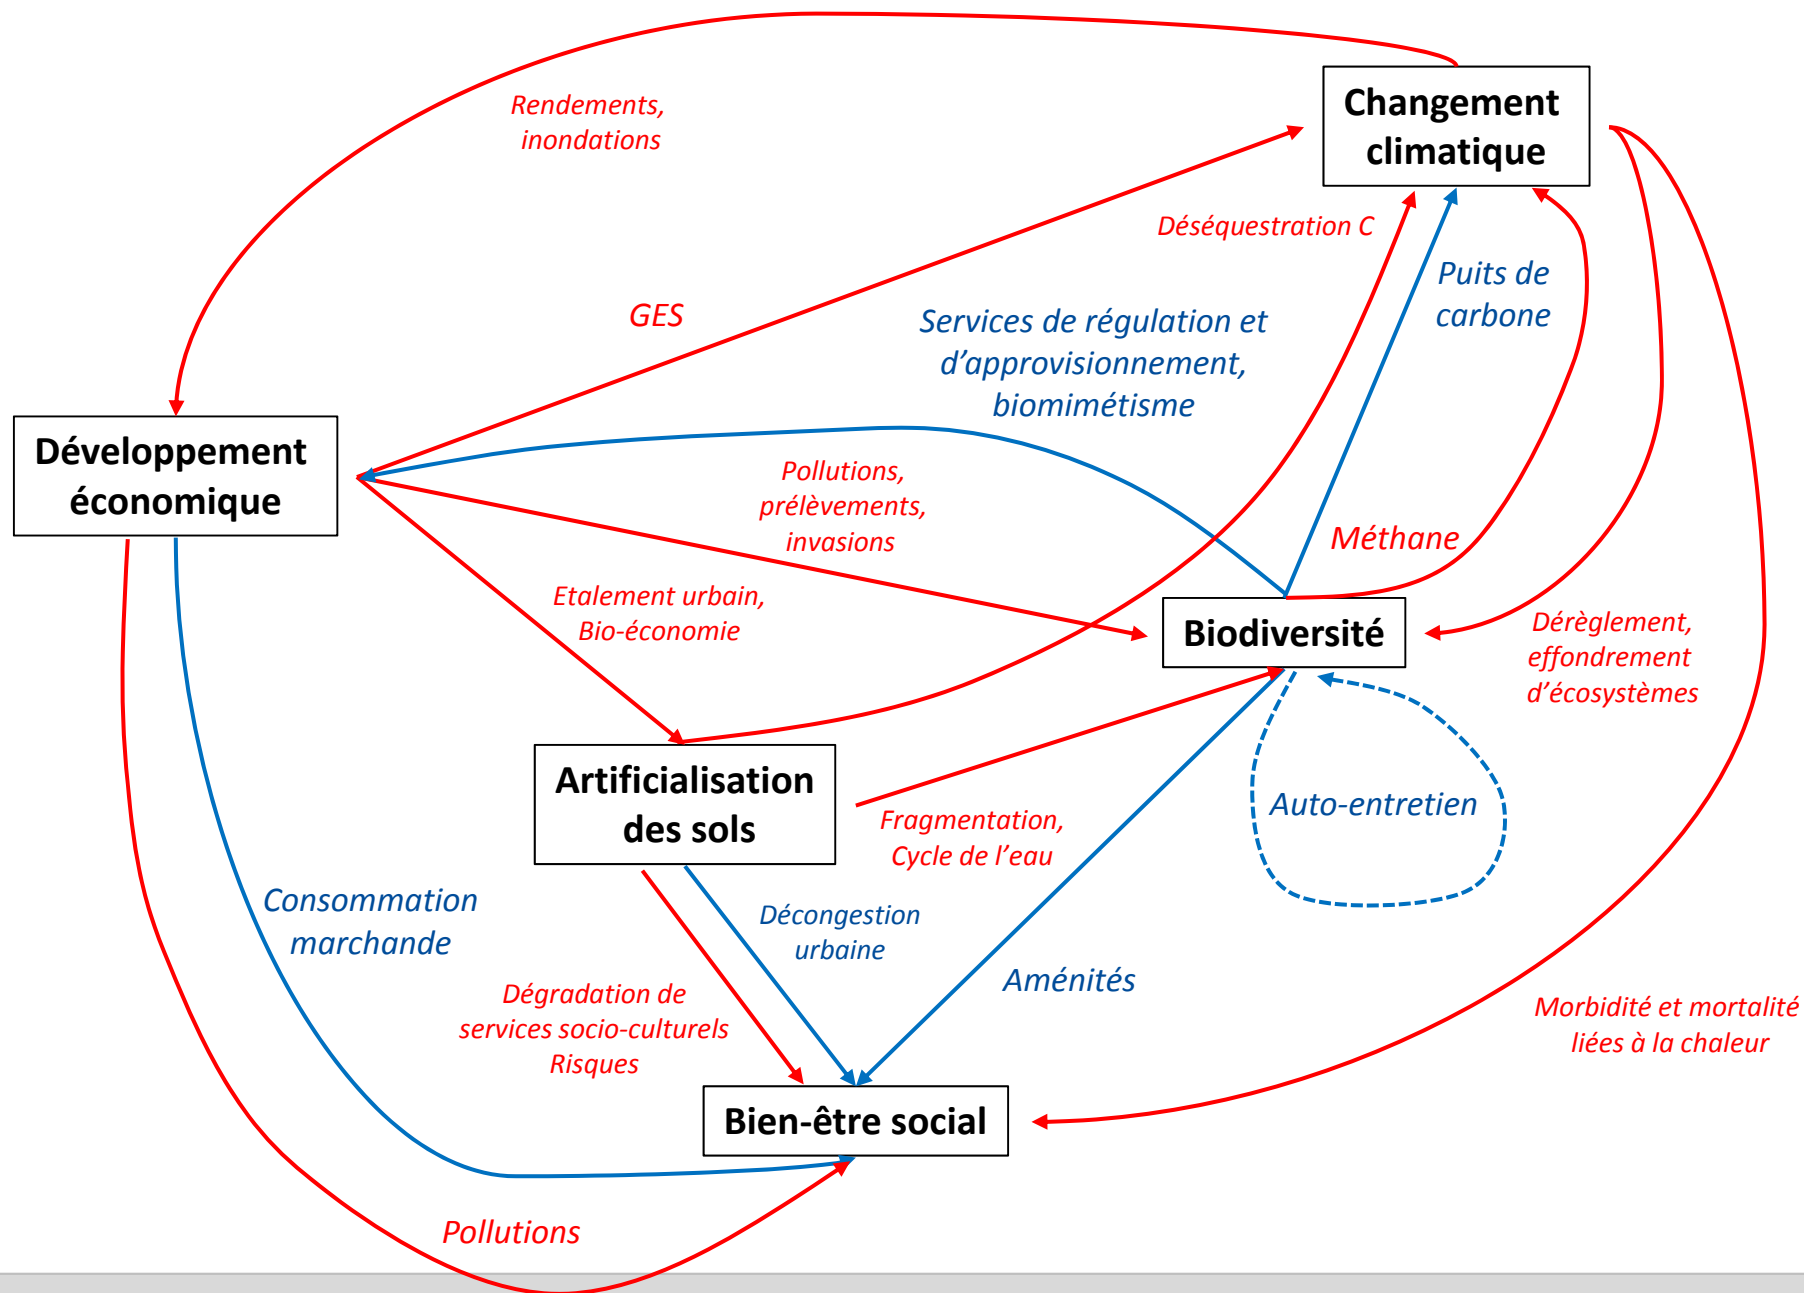 Rendements,
inondations
Changement
climatique
Déséquestration C
GES
Services de régulation et
d’approvisionnement,
biomimétisme
Puits de
carbone
Développement
économique
Pollutions,
prélèvements,
invasions
Méthane
Etalement urbain,
Bio-économie
Biodiversité
Dérèglement,
effondrement
d’écosystèmes
Artificialisation
des sols
Fragmentation,
Cycle de l’eau
Auto-entretien
Consommation
marchande
Décongestion
urbaine
Aménités
Dégradation de
services socio-culturels
Risques
Morbidité et mortalité
liées à la chaleur
Bien-être social
Pollutions